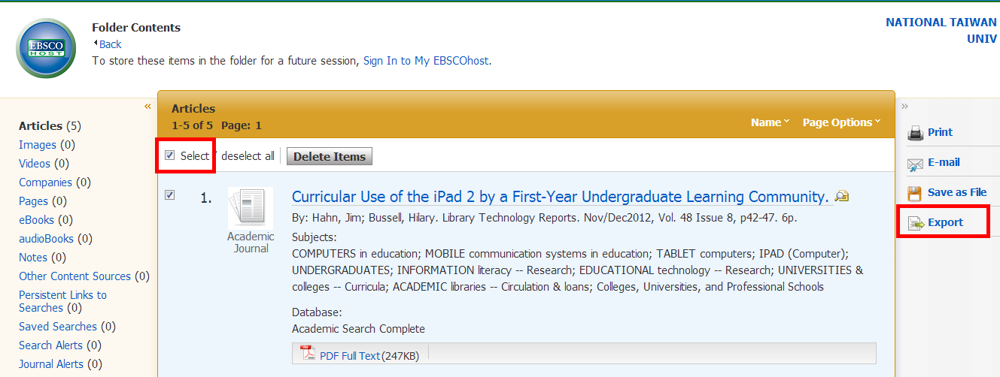 EBSCO
HOST
Folder Contents
Back
To store these items in the folder for a future session, Sign In to My EBSCOhost.
NATIONAL TAIWAN
UNIV
«
Articles (5)
Images (0)
Videos (0)
Companies (0)
Pages (0)
eBooks (0)
audioBooks (0)
Notes (0)
Other Content Sources (0)
Persistent Links to
Searches (0)
Saved Searches (0)
Search Alerts (0)
Journal Alerts (0)
Articles
1-5 of 5 Page: 1
Name Page Options
Select / deselect all Delete Items
1.
Academic
Journal
Curricular Use of the iPad 2 by a First-Year Undergraduate Learning Community.
By: Hahn, Jim; Bussell, Hilary. Library Technology Reports. Nov/Dec2012, Vol. 48 Issue 8, p42-47. 6p.
Subjects:
COMPUTERS in education; MOBILE communication systems in education; TABLET computers; IPAD (Computer);
UNDERGRADUATES; INFORMATION literacy -- Research; EDUCATIONAL technology -- Research; UNIVERSITIES &
colleges -- Curricula; ACADEMIC libraries -- Circulation & loans; Colleges, Universities, and Professional Schools
Database:
Academic Search Complete
PDF Full Text (247KB)
»
Print
E-mail
Save as File
Export